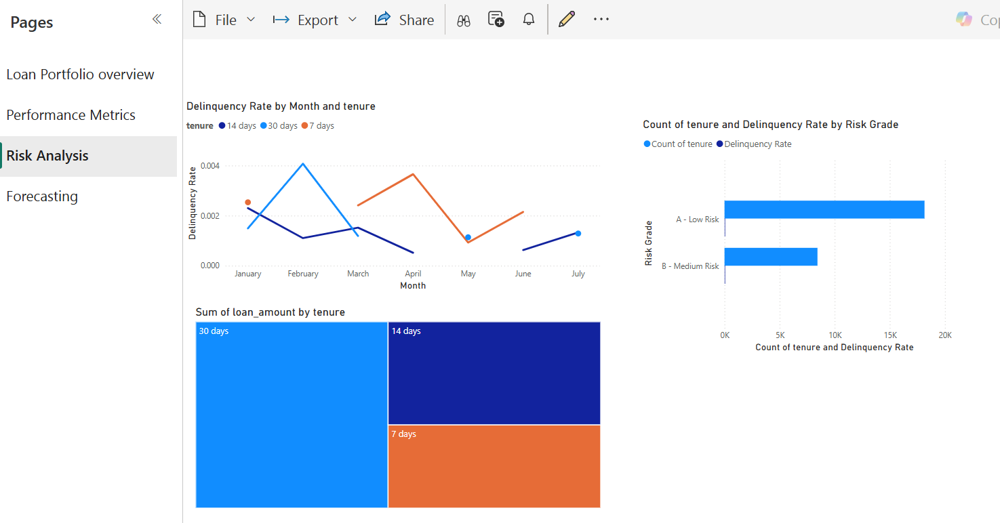 Pages
Loan Portfolio overview
Performance Metrics
Risk Analysis
Forecasting
File Export Share
Delinquency Rate by Month and tenure
tenure 14 days 30 days 7 days
Delinquency Rate
0.004
0.002
0.000
January February March April May June July
Month
Sum of loan_amount by tenure
30 days
14 days
7 days
Count of tenure and Delinquency Rate by Risk Grade
Count of tenure Delinquency Rate
Risk Grade
A - Low Risk
B - Medium Risk
0K 5K 10K 15K 20K
Count of tenure and Delinquency Rate